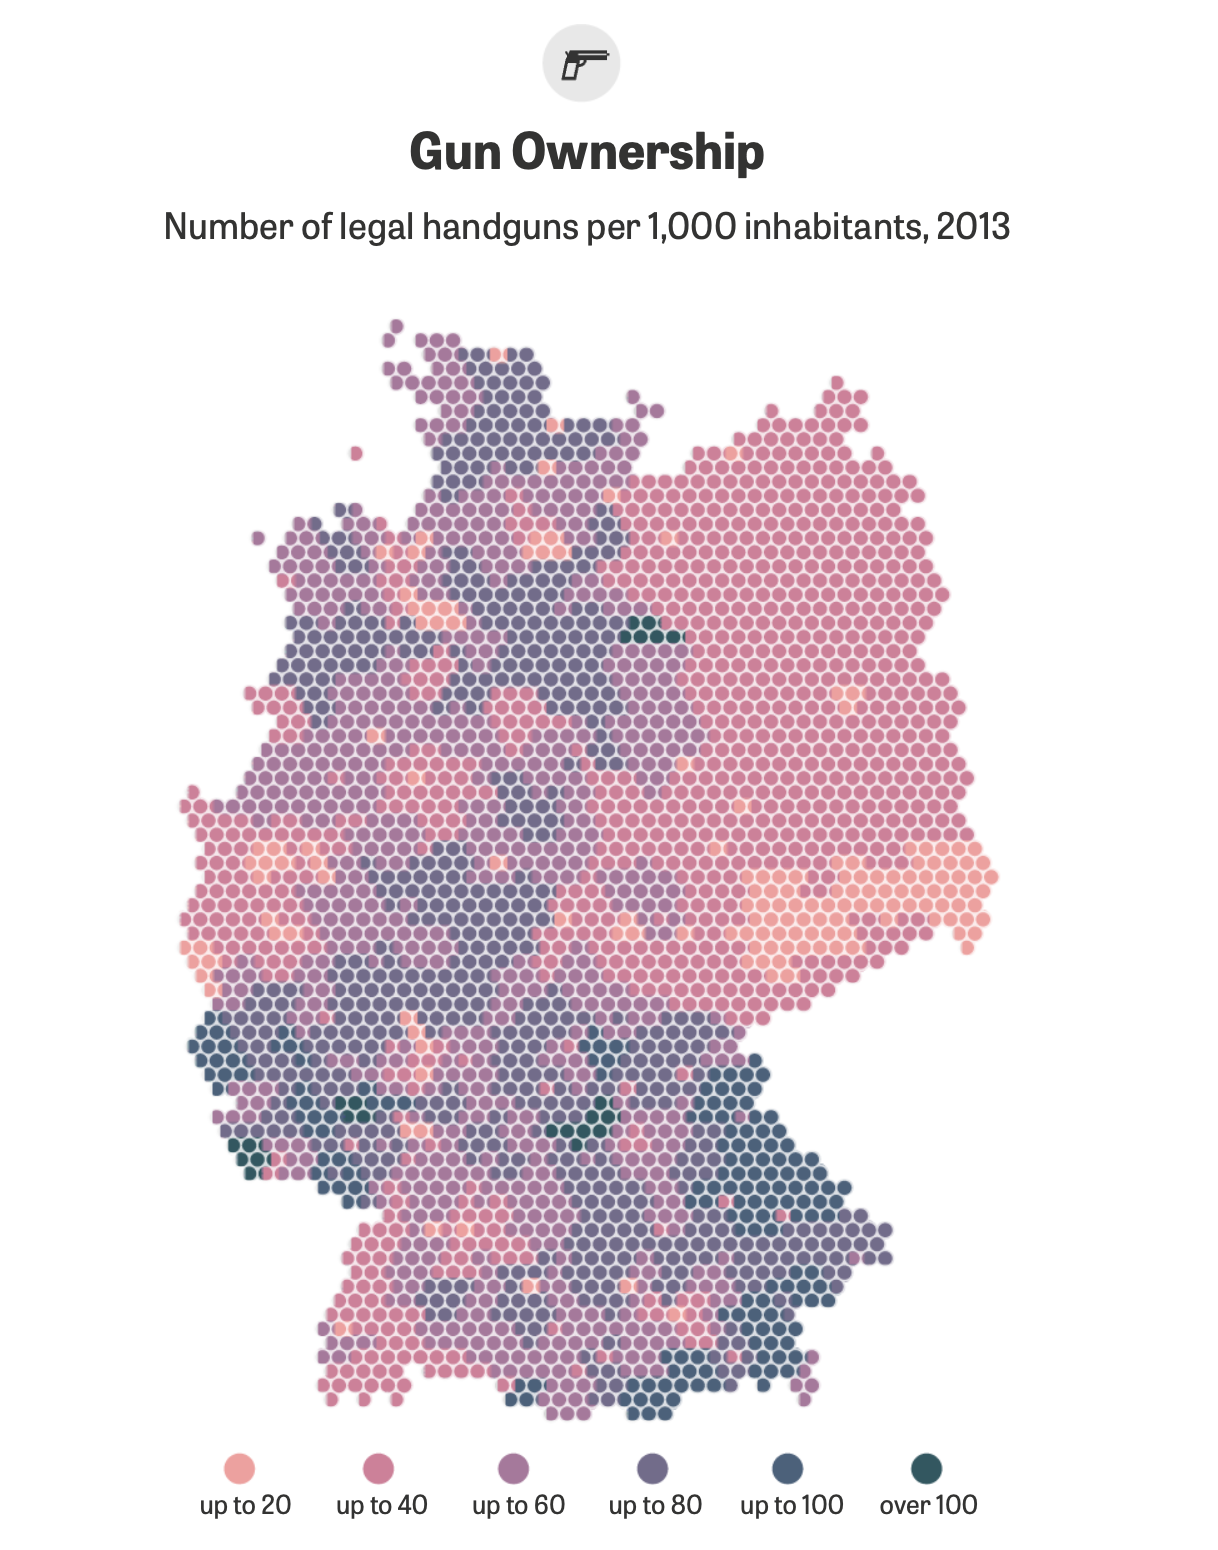 Gun Ownership
Number of legal handguns per 1,000 inhabitants, 2013
up to 20
up to 40
up to 60
up to 80
up to 100
over 100